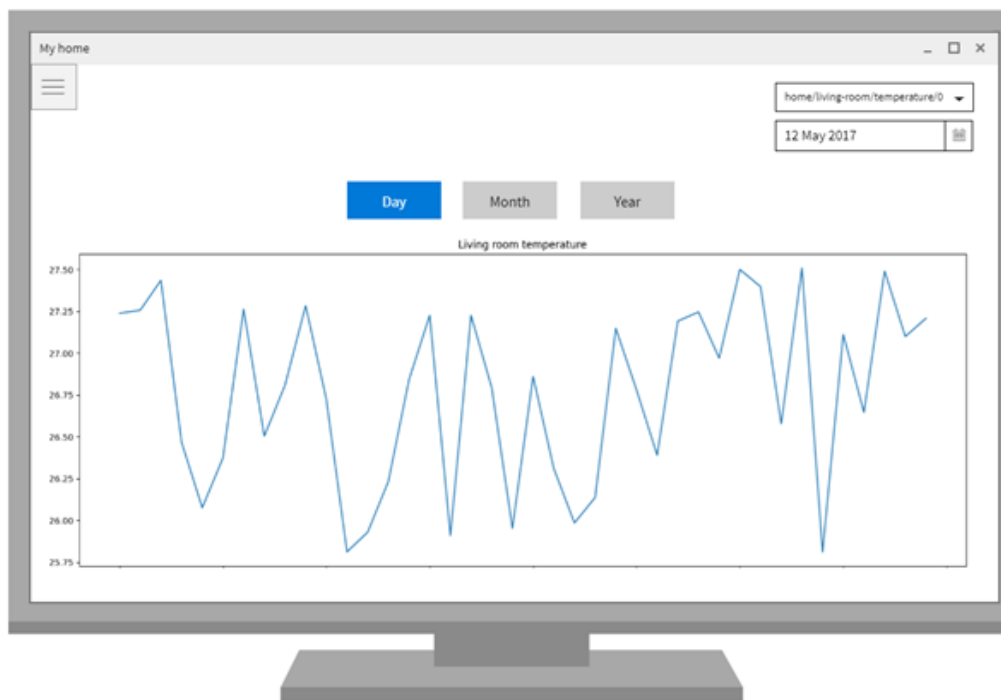 My home
home/living-room/temperature/0
12 May 2017
Day Month Year
Living room temperature
27.50
27.25
27.00
26.75
26.50
26.25
26.00
25.75